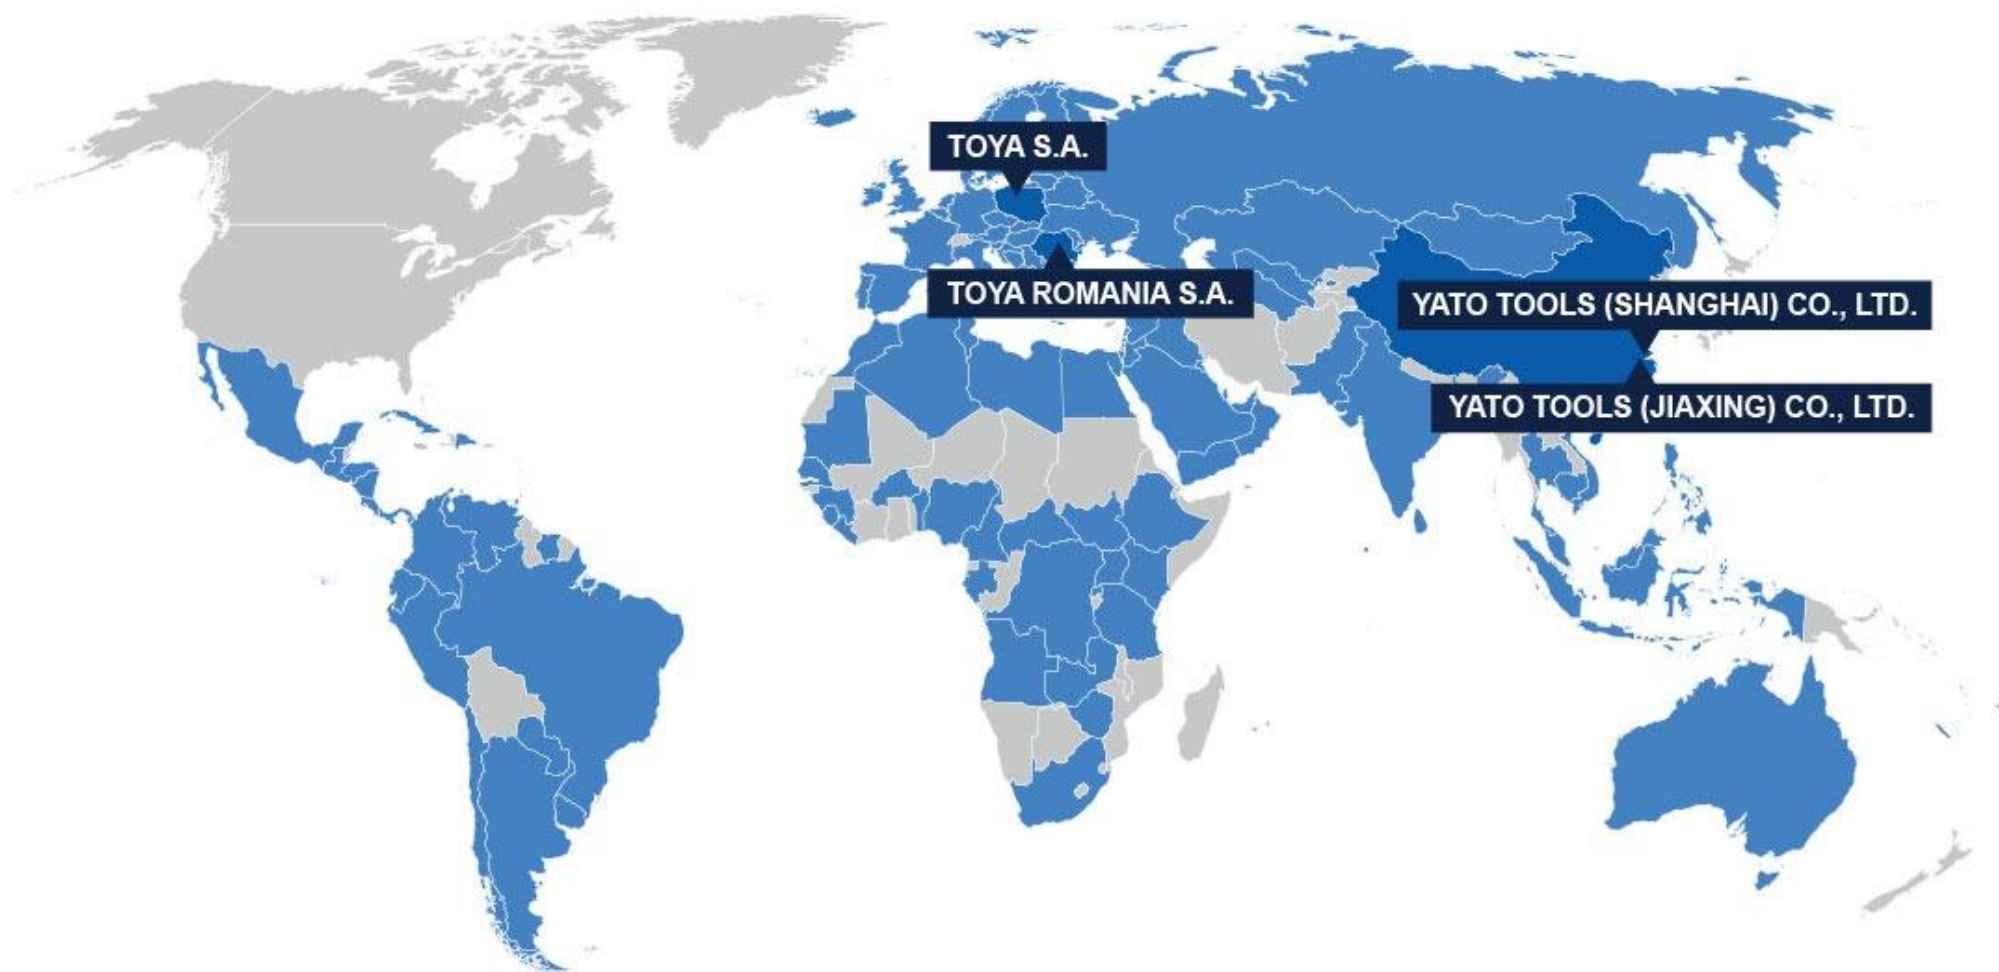 TOYA S.A.
TOYA ROMANIA S.A.
YATO TOOLS (SHANGHAI) CO., LTD.
YATO TOOLS (JIAXING) CO., LTD.